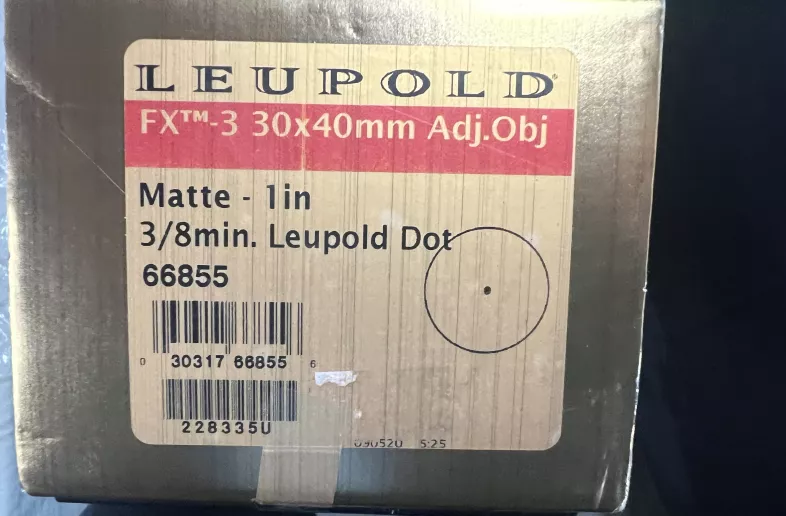 LEUPOLD®
FX™-3 30x40mm Adj.Obj
Matte - 1in
3/8min. Leupold Dot
66855
0 30317 66855 6
228335U
090520 5:25